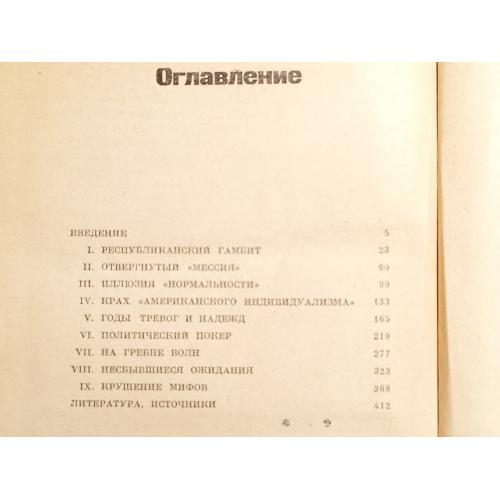 Оглавление
ВВЕДЕНИЕ 5
I. РЕСПУБЛИКАНСКИЙ ГАМБИТ 23
II. ОТВЕРГНУТЫЙ «МЕССИЯ» 60
III. ИЛЛЮЗИЯ «НОРМАЛЬНОСТИ» 99
IV. КРАХ «АМЕРИКАНСКОГО ИНДИВИДУАЛИЗМА» 133
V. ГОДЫ ТРЕВОГ И НАДЕЖД 165
VI. ПОЛИТИЧЕСКИЙ ПОКЕР 219
VII. НА ГРЕБНЕ ВОЛН 277
VIII. НЕСБЫВШИЕСЯ ОЖИДАНИЯ 323
IX. КРУШЕНИЕ МИФОВ 368
ЛИТЕРАТУРА, ИСТОЧНИКИ 412